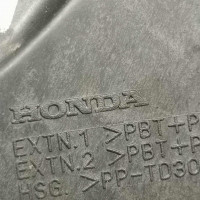 HONDA
EXTN.1 >PBT+P
EXTN.2 >PBT+P
HSG. >PP-TD30